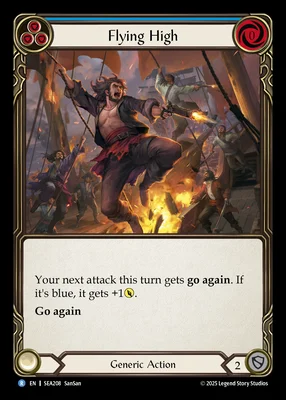 Flying High
Your next attack this turn gets go again. If
it's blue, it gets +1.
Go again
Generic Action
2
R EN | SEA208 SanSan
© 2025 Legend Story Studios